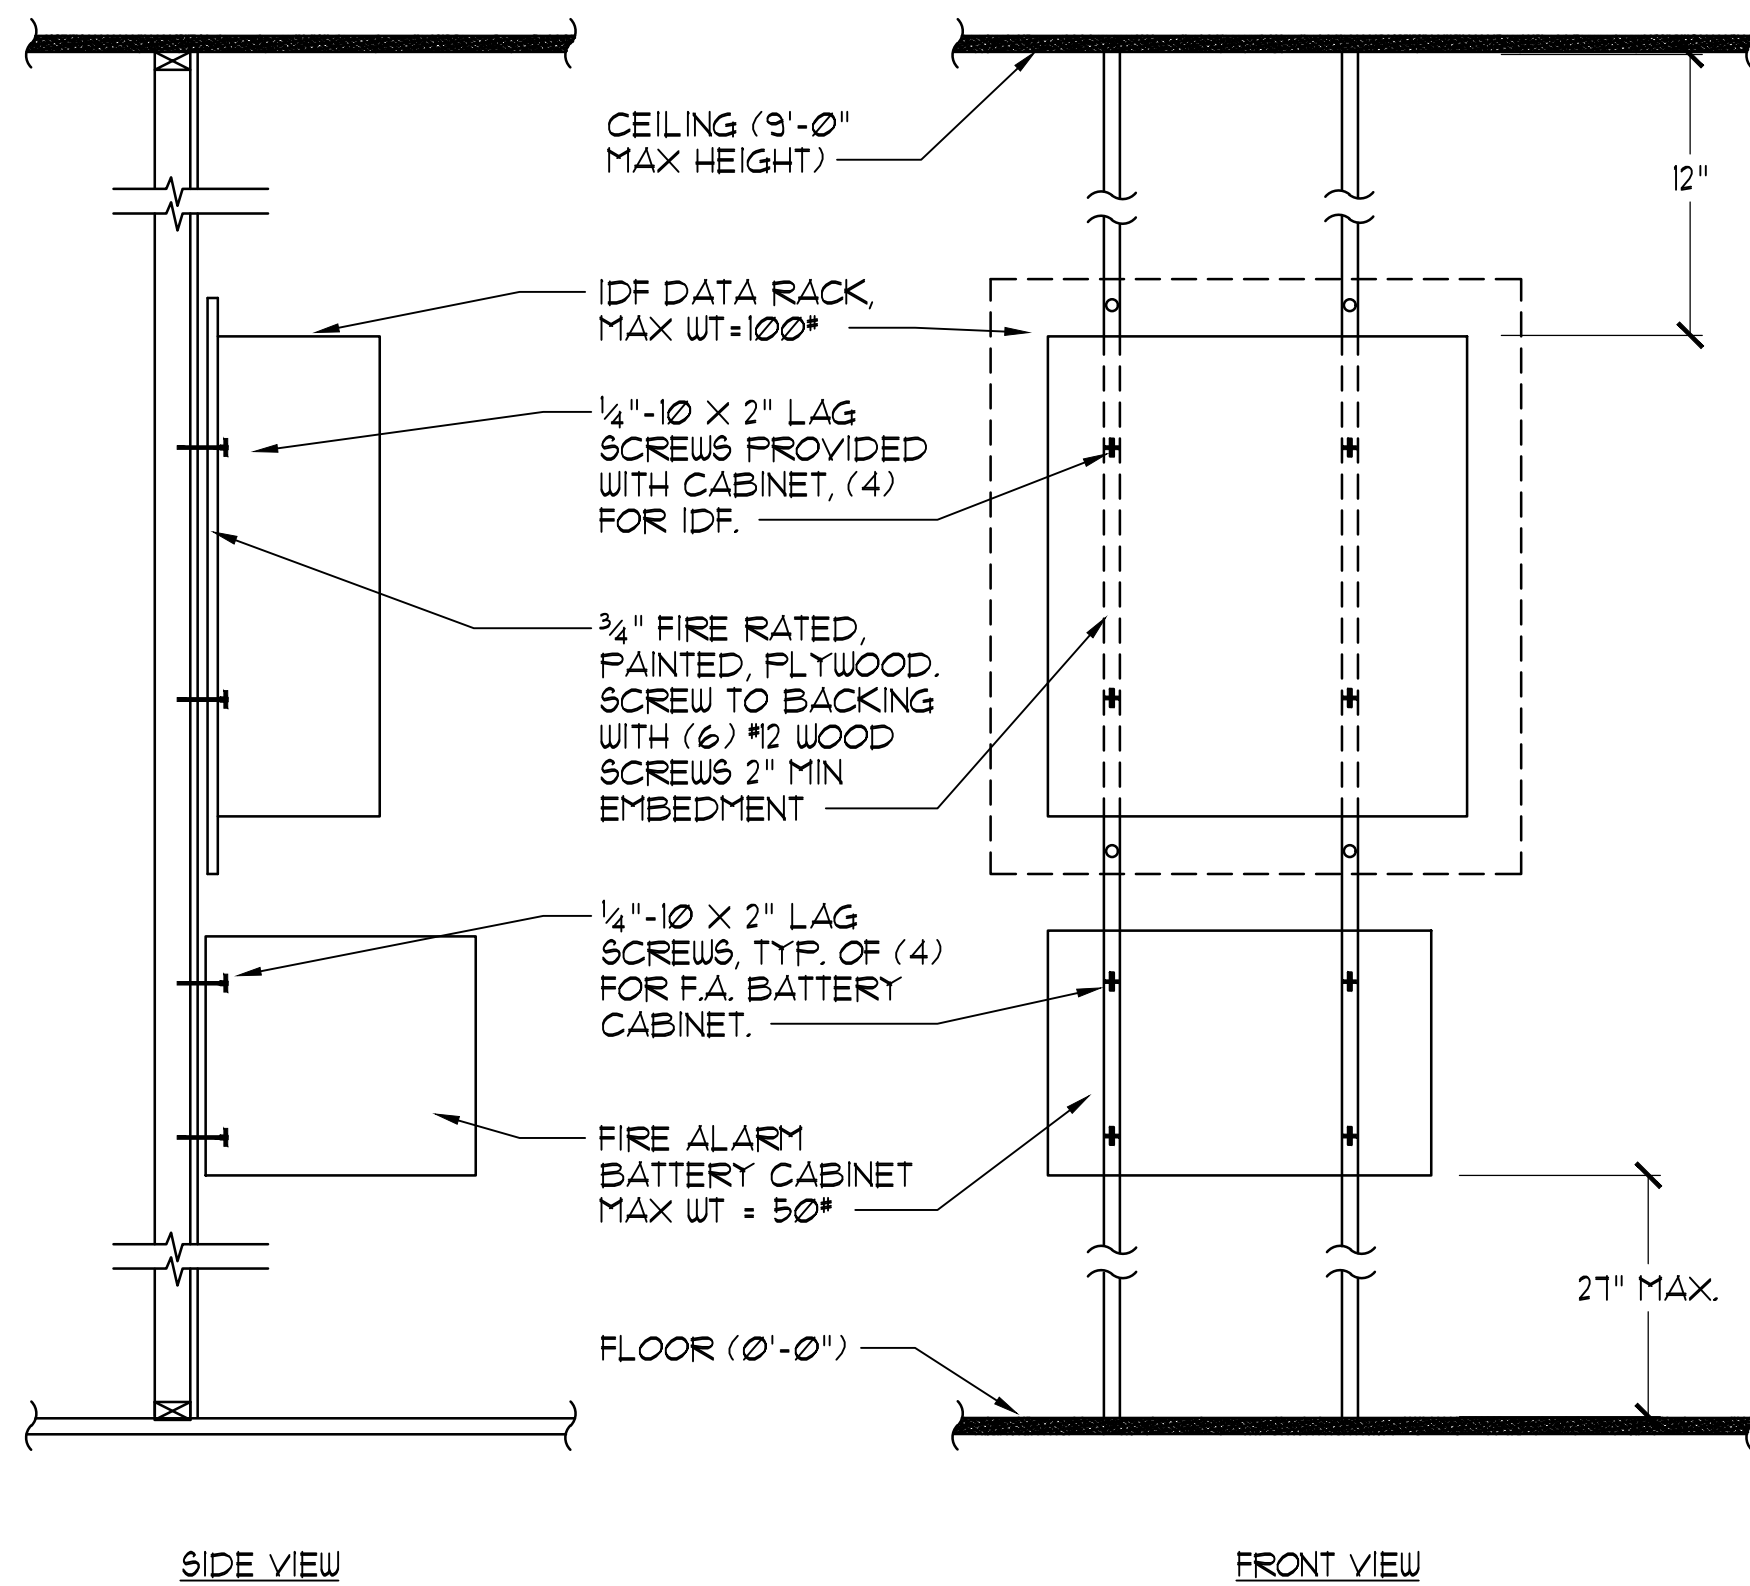 CEILING (9'-0"
MAX HEIGHT)
12"
IDF DATA RACK,
MAX WT=100#
1/4"-10 X 2" LAG
SCREWS PROVIDED
WITH CABINET, (4)
FOR IDF.
3/4" FIRE RATED,
PAINTED, PLYWOOD.
SCREW TO BACKING
WITH (6) #12 WOOD
SCREWS 2" MIN
EMBEDMENT
1/4"-10 X 2" LAG
SCREWS, TYP. OF (4)
FOR F.A. BATTERY
CABINET.
FIRE ALARM
BATTERY CABINET
MAX WT = 50#
27" MAX.
FLOOR (0'-0")
SIDE VIEW
FRONT VIEW